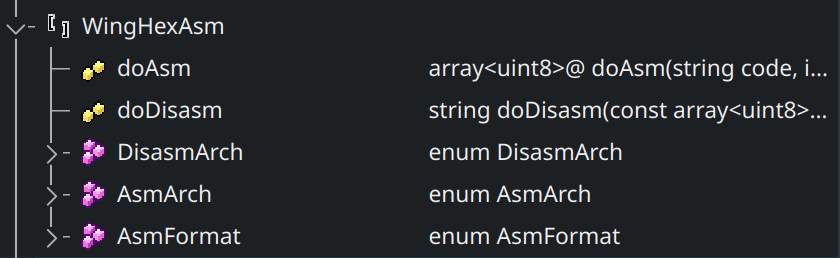 WingHexAsm
doAsm array<uint8>@ doAsm(string code, i...
doDisasm string doDisasm(const array<uint8>...
DisasmArch enum DisasmArch
AsmArch enum AsmArch
AsmFormat enum AsmFormat